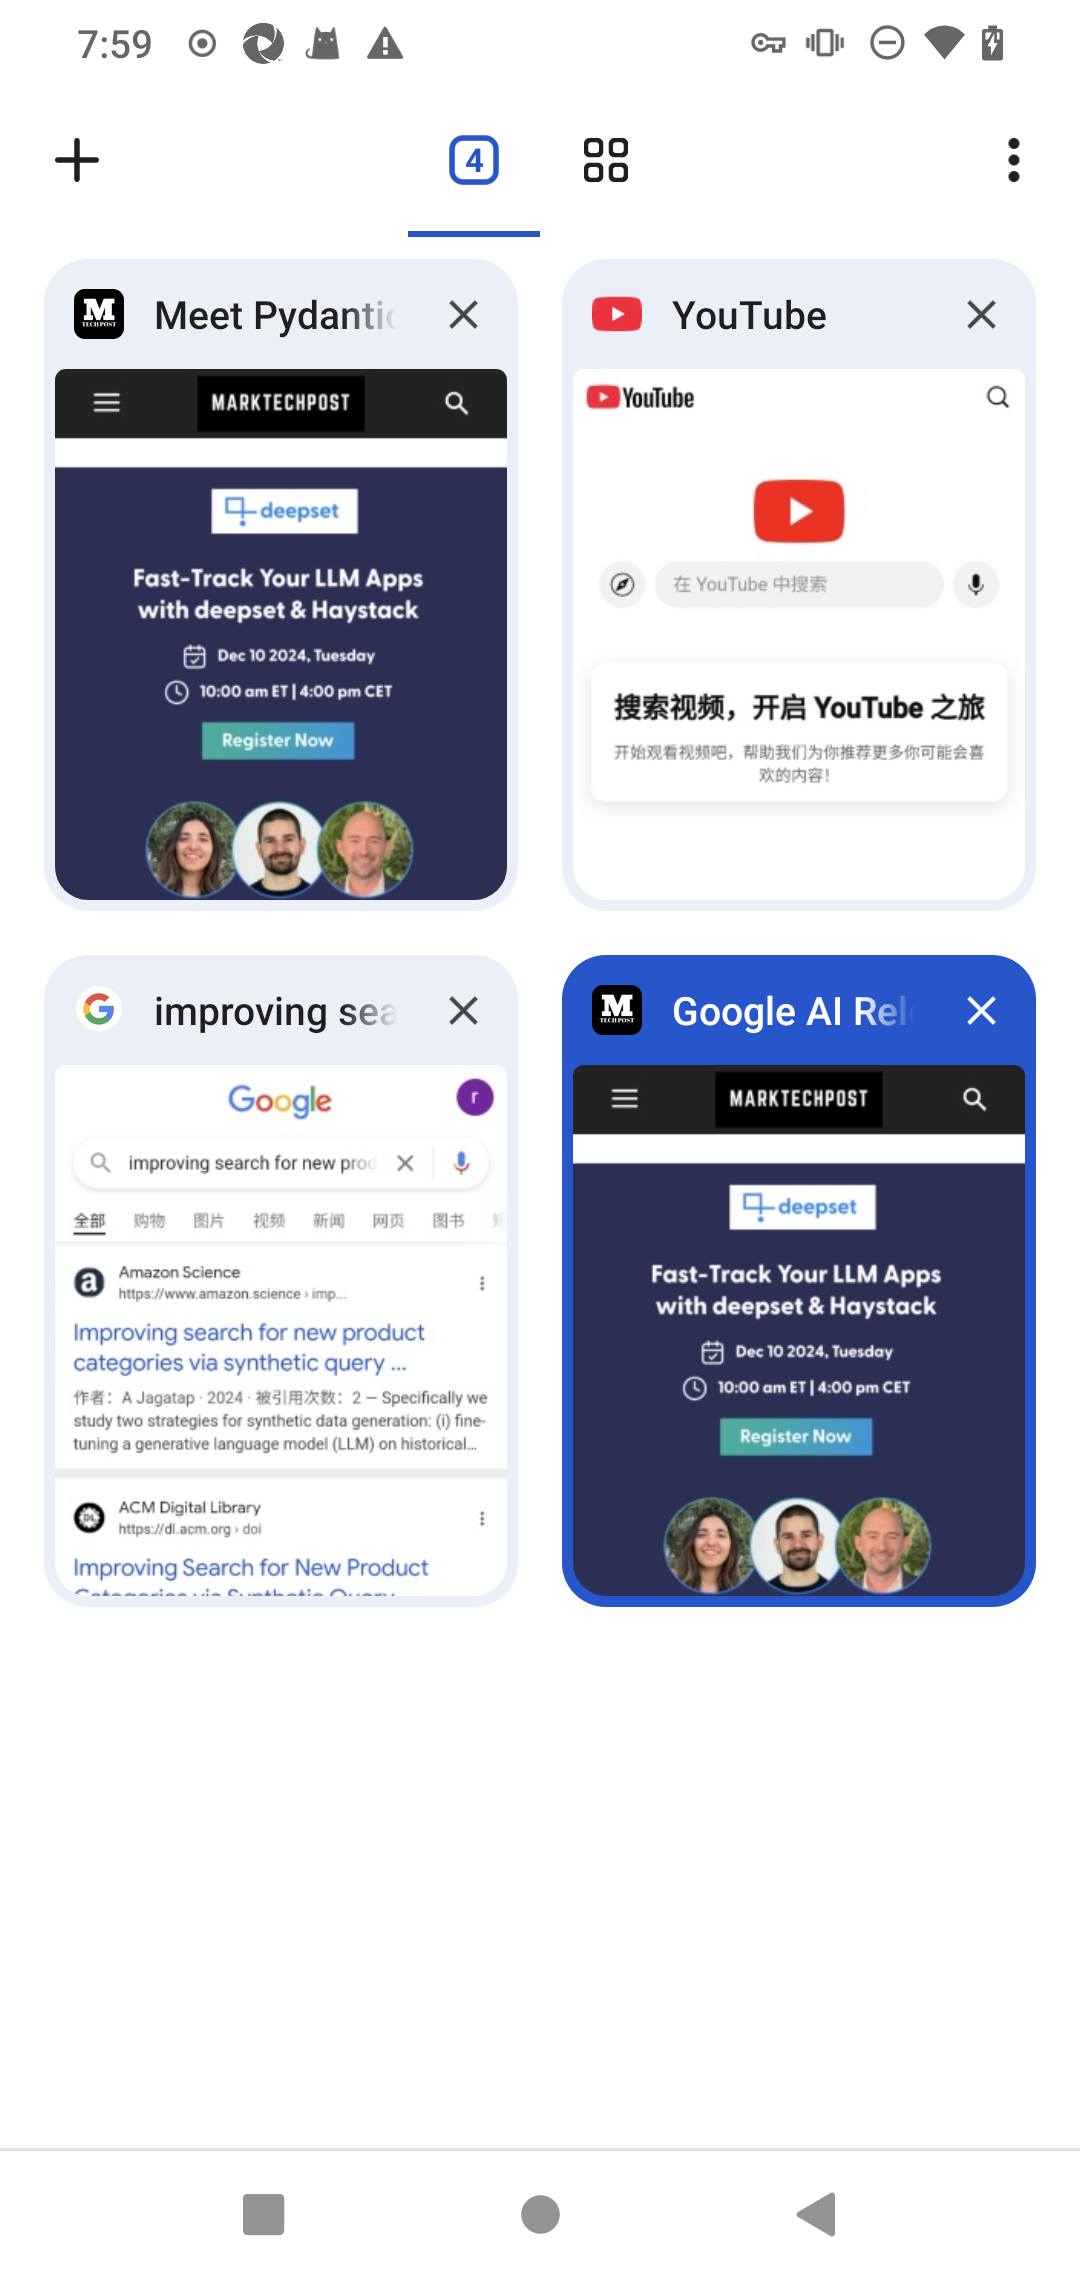 7:59
4
Meet Pydantic
YouTube
MARKTECHPOST
deepset
Fast-Track Your LLM Apps
with deepset & Haystack
Dec 10 2024, Tuesday
10:00 am ET | 4:00 pm CET
Register Now
YouTube
在 YouTube 中搜索
搜索视频，开启 YouTube 之旅
开始观看视频吧，帮助我们为你推荐更多你可能会喜
欢的内容！
improving sea
Google AI Rel
Google
r
improving search for new prod
全部 购物 图片 视频 新闻 网页 图书
Amazon Science
https://www.amazon.science › imp...
Improving search for new product
categories via synthetic query ...
作者：A Jagatap · 2024 · 被引用次数：2 — Specifically we
study two strategies for synthetic data generation: (i) fine-
tuning a generative language model (LLM) on historical...
ACM Digital Library
https://dl.acm.org › doi
Improving Search for New Product
Categories via Synthetic Query
MARKTECHPOST
deepset
Fast-Track Your LLM Apps
with deepset & Haystack
Dec 10 2024, Tuesday
10:00 am ET | 4:00 pm CET
Register Now